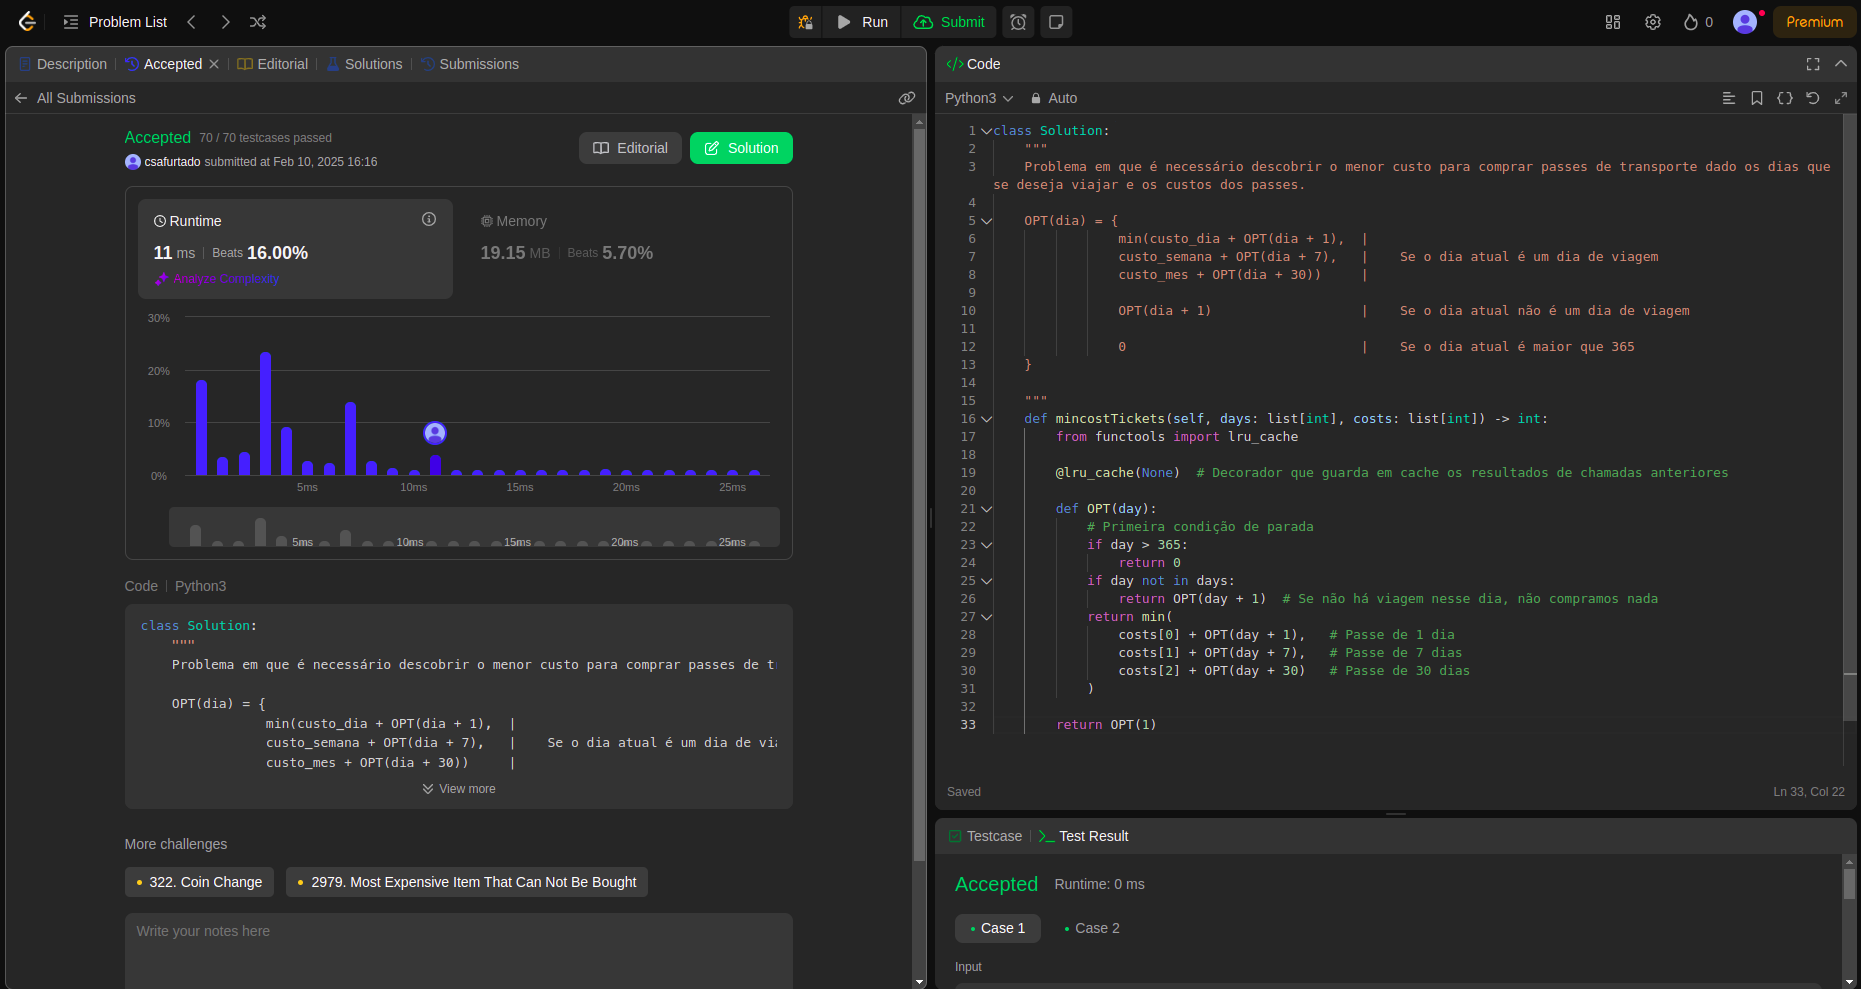 Problem List
Run
Submit
0
Premium
Description
Accepted
Editorial
Solutions
Submissions
All Submissions
Accepted
70 / 70 testcases passed
csafurtado submitted at Feb 10, 2025 16:16
Editorial
Solution
Runtime
11 ms
Beats 16.00%
Analyze Complexity
Memory
19.15 MB
Beats 5.70%
30%
20%
10%
0%
5ms
10ms
15ms
20ms
25ms
5ms
10ms
15ms
20ms
25ms
Code
Python3
class Solution:
"""
Problema em que é necessário descobrir o menor custo para comprar passes de
OPT(dia) = {
min(custo_dia + OPT(dia + 1), |
custo_semana + OPT(dia + 7), | Se o dia atual é um dia de
custo_mes + OPT(dia + 30)) |
View more
More challenges
322. Coin Change
2979. Most Expensive Item That Can Not Be Bought
Write your notes here
</> Code
Python3
Auto
1 class Solution:
2 """
3 Problema em que é necessário descobrir o menor custo para comprar passes de transporte dado os dias que
se deseja viajar e os custos dos passes.
4
5 OPT(dia) = {
6 min(custo_dia + OPT(dia + 1), |
7 custo_semana + OPT(dia + 7), | Se o dia atual é um dia de viagem
8 custo_mes + OPT(dia + 30)) |
9
10 OPT(dia + 1) | Se o dia atual não é um dia de viagem
11
12 0 | Se o dia atual é maior que 365
13 }
14
15 """
16 def mincostTickets(self, days: list[int], costs: list[int]) -> int:
17 from functools import lru_cache
18
19 @lru_cache(None) # Decorador que guarda em cache os resultados de chamadas anteriores
20
21 def OPT(day):
22 # Primeira condição de parada
23 if day > 365:
24 return 0
25 if day not in days:
26 return OPT(day + 1) # Se não há viagem nesse dia, não compramos nada
27 return min(
28 costs[0] + OPT(day + 1), # Passe de 1 dia
29 costs[1] + OPT(day + 7), # Passe de 7 dias
30 costs[2] + OPT(day + 30) # Passe de 30 dias
31 )
32
33 return OPT(1)
Saved
Ln 33, Col 22
Testcase
>_ Test Result
Accepted
Runtime: 0 ms
Case 1
Case 2
Input